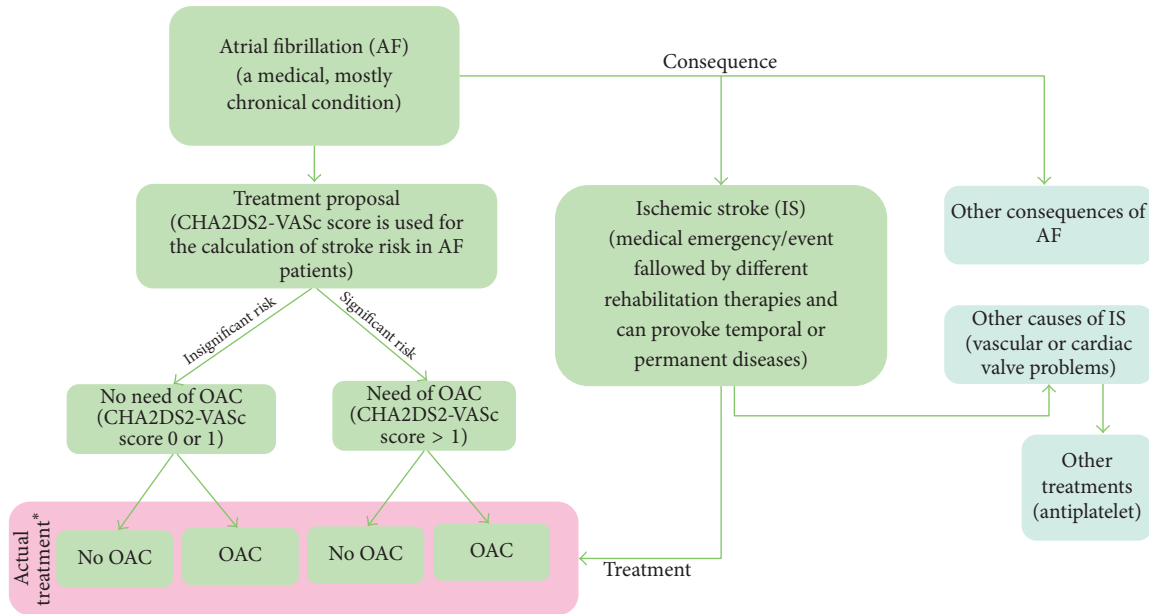 Atrial fibrillation (AF)
(a medical, mostly
chronical condition)
Consequence
Treatment proposal
(CHA2DS2-VASc score is used for
the calculation of stroke risk in AF
patients)
Ischemic stroke (IS)
(medical emergency/event
fallowed by different
rehabilitation therapies and
can provoke temporal or
permanent diseases)
Other consequences of
AF
Other causes of IS
(vascular or cardiac
valve problems)
Insignificant risk
Significant risk
No need of OAC
(CHA2DS2-VASc
score 0 or 1)
Need of OAC
(CHA2DS2-VASc
score > 1)
Other
treatments
(antiplatelet)
Actual
treatment*
No OAC
OAC
No OAC
OAC
Treatment